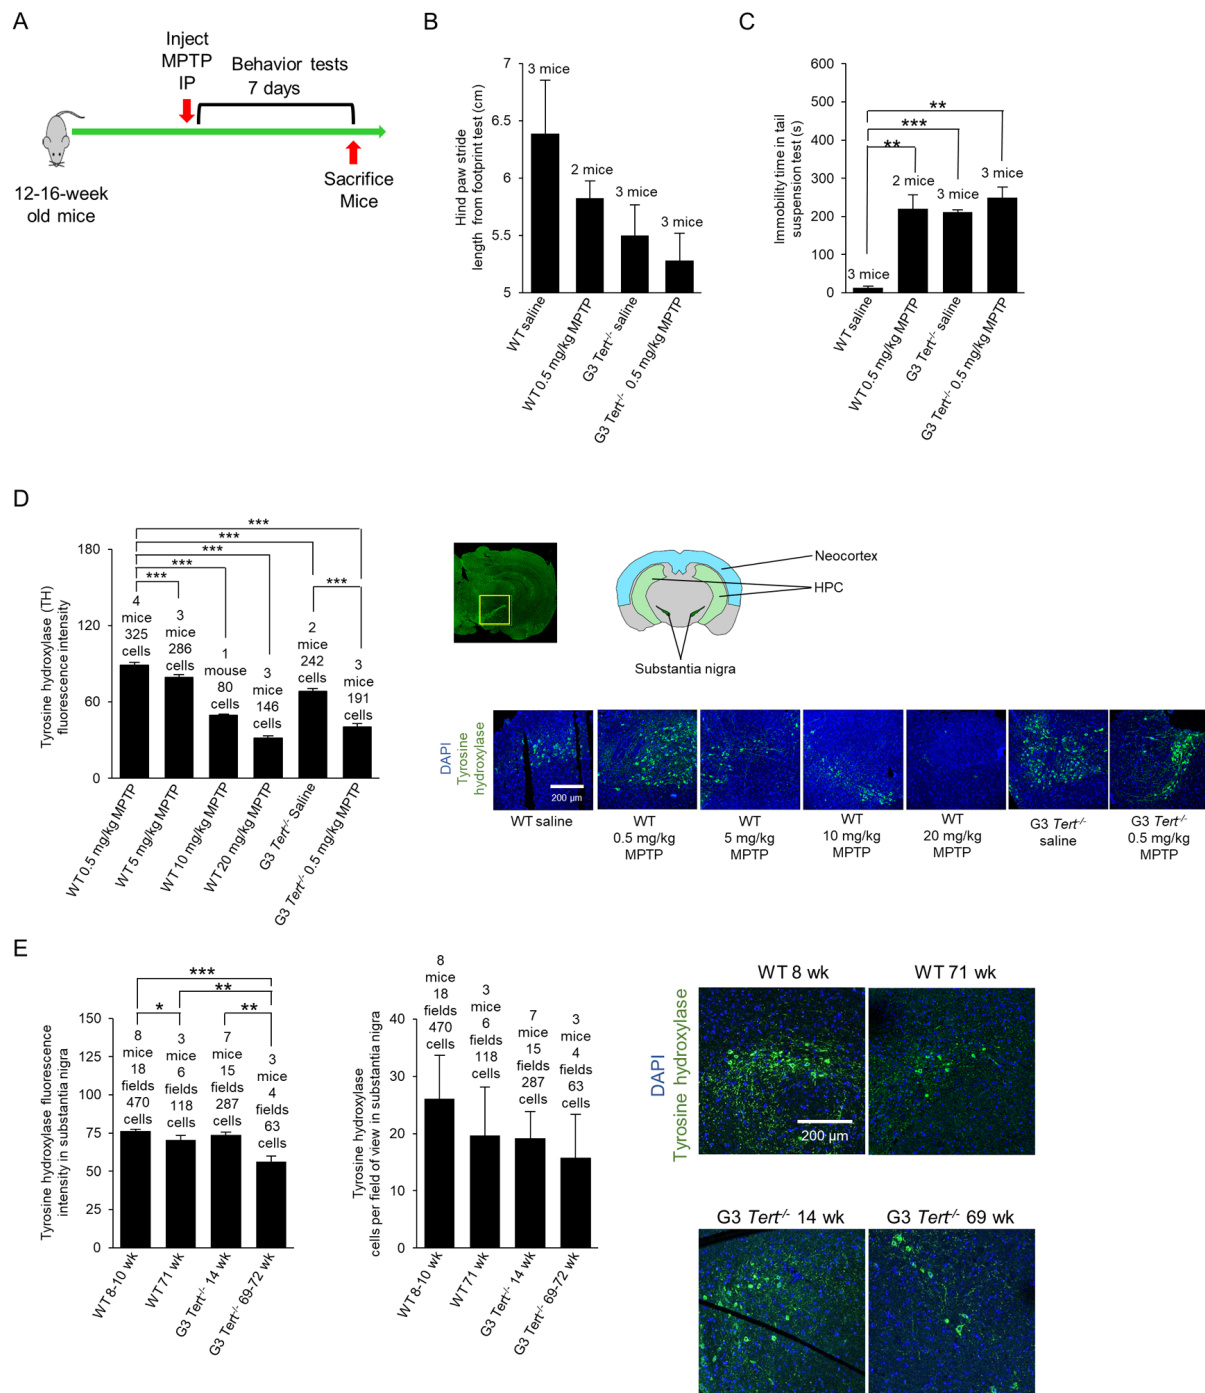 A
Inject
MPTP
IP
Behavior tests
7 days
12-16-week
old mice
Sacrifice
Mice
B
Hind paw stride
length from footprint test (cm)
7
6.5
6
5.5
5
3 mice
2 mice
3 mice
3 mice
WT saline
WT 0.5 mg/kg MPTP
G3 Tert-/- saline
G3 Tert-/- 0.5 mg/kg MPTP
C
Immobility time in tail
suspension test (s)
600
500
400
300
200
100
0
**
***
**
3 mice
2 mice
3 mice
3 mice
WT saline
WT 0.5 mg/kg MPTP
G3 Tert-/- saline
G3 Tert-/- 0.5 mg/kg MPTP
D
Tyrosine hydroxylase (TH)
fluorescence intensity
180
120
60
0
***
***
***
***
***
***
4
mice
325
cells
3
mice
286
cells
1
mouse
80
cells
3
mice
146
cells
2
mice
242
cells
3
mice
191
cells
WT 0.5 mg/kg MPTP
WT 5 mg/kg MPTP
WT 10 mg/kg MPTP
WT 20 mg/kg MPTP
G3 Tert-/- Saline
G3 Tert-/- 0.5 mg/kg MPTP
Neocortex
HPC
Substantia nigra
DAPI
Tyrosine
hydroxylase
200 µm
WT saline
WT
0.5 mg/kg
MPTP
WT
5 mg/kg
MPTP
WT
10 mg/kg
MPTP
WT
20 mg/kg
MPTP
G3 Tert-/-
saline
G3 Tert-/-
0.5 mg/kg
MPTP
E
Tyrosine hydroxylase fluorescence
intensity in substantia nigra
150
125
100
75
50
25
0
***
**
*
**
8
mice
18
fields
470
cells
3
mice
6
fields
118
cells
7
mice
15
fields
287
cells
3
mice
4
fields
63
cells
WT 8-10 wk
WT 71 wk
G3 Tert-/- 14 wk
G3 Tert-/- 69-72 wk
Tyrosine hydroxylase
cells per field of view in substantia nigra
40
30
20
10
0
8
mice
18
fields
470
cells
3
mice
6
fields
118
cells
7
mice
15
fields
287
cells
3
mice
4
fields
63
cells
WT 8-10 wk
WT 71 wk
G3 Tert-/- 14 wk
G3 Tert-/- 69-72 wk
DAPI
Tyrosine hydroxylase
WT 8 wk
WT 71 wk
200 µm
G3 Tert-/- 14 wk
G3 Tert-/- 69 wk